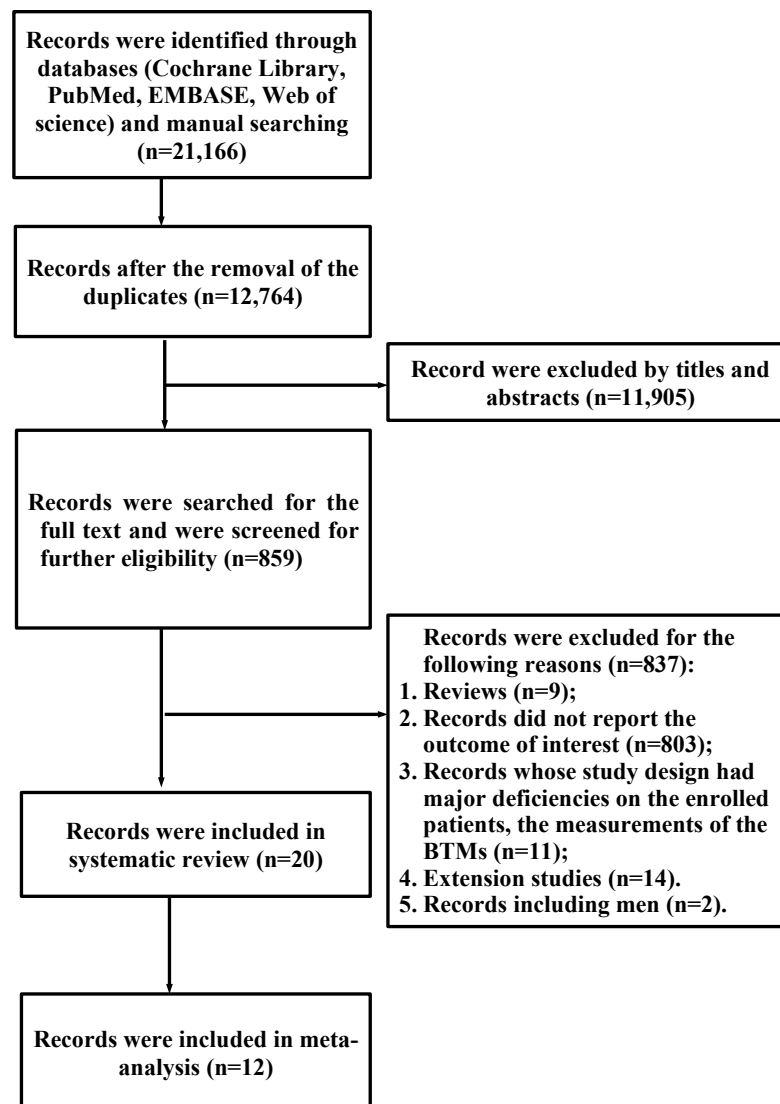 Records were identified through
databases (Cochrane Library,
PubMed, EMBASE, Web of
science) and manual searching
(n=21,166)
Records after the removal of the
duplicates (n=12,764)
Record were excluded by titles and
abstracts (n=11,905)
Records were searched for the
full text and were screened for
further eligibility (n=859)
Records were excluded for the
following reasons (n=837):
1. Reviews (n=9);
2. Records did not report the
outcome of interest (n=803);
3. Records whose study design had
major deficiencies on the enrolled
patients, the measurements of the
BTMs (n=11);
4. Extension studies (n=14).
5. Records including men (n=2).
Records were included in
systematic review (n=20)
Records were included in meta-
analysis (n=12)